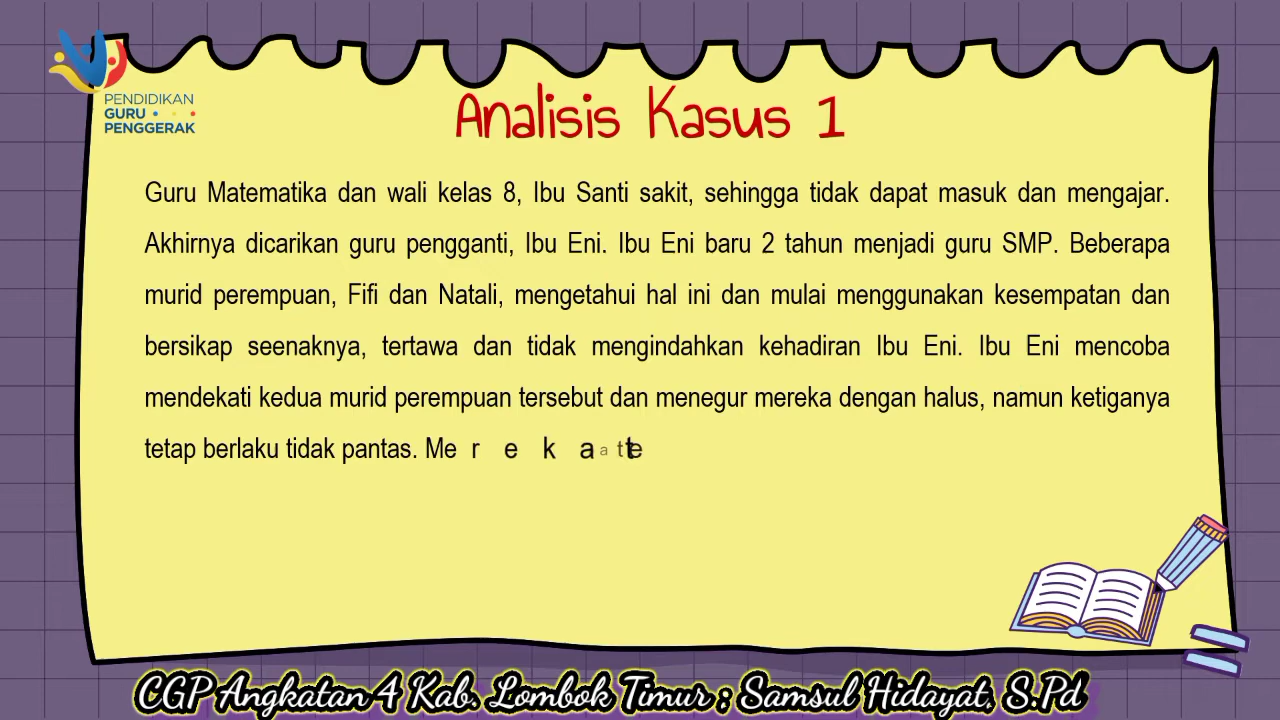 PENDIDIKAN
GURU
PENGGERAK
Analisis Kasus 1
Guru Matematika dan wali kelas 8, Ibu Santi sakit, sehingga tidak dapat masuk dan mengajar.
Akhirnya dicarikan guru pengganti, Ibu Eni. Ibu Eni baru 2 tahun menjadi guru SMP. Beberapa
murid perempuan, Fifi dan Natali, mengetahui hal ini dan mulai menggunakan kesempatan dan
bersikap seenaknya, tertawa dan tidak mengindahkan kehadiran Ibu Eni. Ibu Eni mencoba
mendekati kedua murid perempuan tersebut dan menegur mereka dengan halus, namun ketiganya
tetap berlaku tidak pantas. Me r e k a
CGP Angkatan 4 Kab. Lombok Timur : Samsul Hidayat, S.Pd